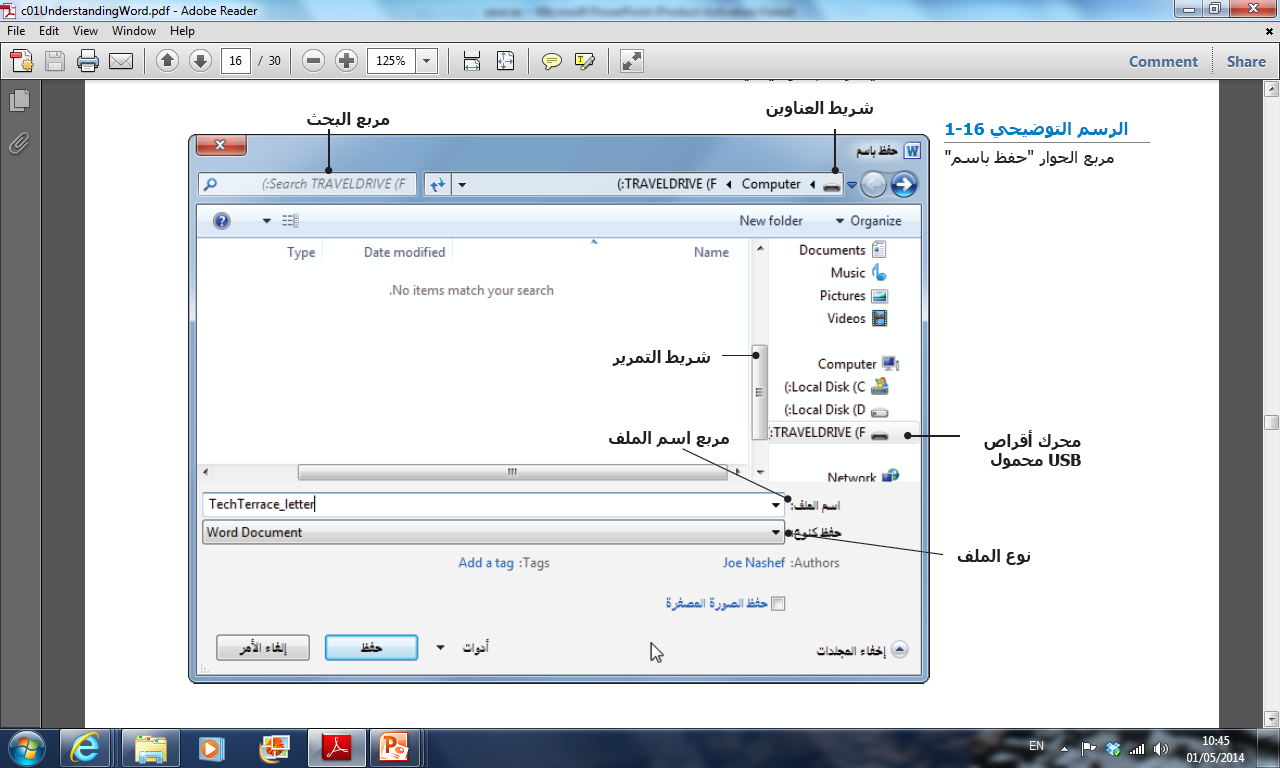 c01UnderstandingWord.pdf - Adobe Reader
File Edit View Window Help
16 / 30 125% Comment Share
الرسم التوضيحي 16-1
مربع الحوار "حفظ باسم"
شريط العناوين
مربع البحث
حفظ باسم
Computer
TRAVELDRIVE (F:)
Search TRAVELDRIVE (F:)
Organize
New folder
Name
Date modified
Type
No items match your search.
Documents
Music
Pictures
Videos
Computer
Local Disk (C:)
Local Disk (D:)
TRAVELDRIVE (F:)
Network
شريط التمرير
محرك أقراص
USB محمول
مربع اسم الملف
اسم الملف:
TechTerrace_letter
حفظ كنوع:
Word Document
نوع الملف
Authors: Joe Nashef
Tags: Add a tag
حفظ الصورة المصغرة
إخفاء المجلدات
أدوات
حفظ
إلغاء الأمر
EN
10:45
01/05/2014